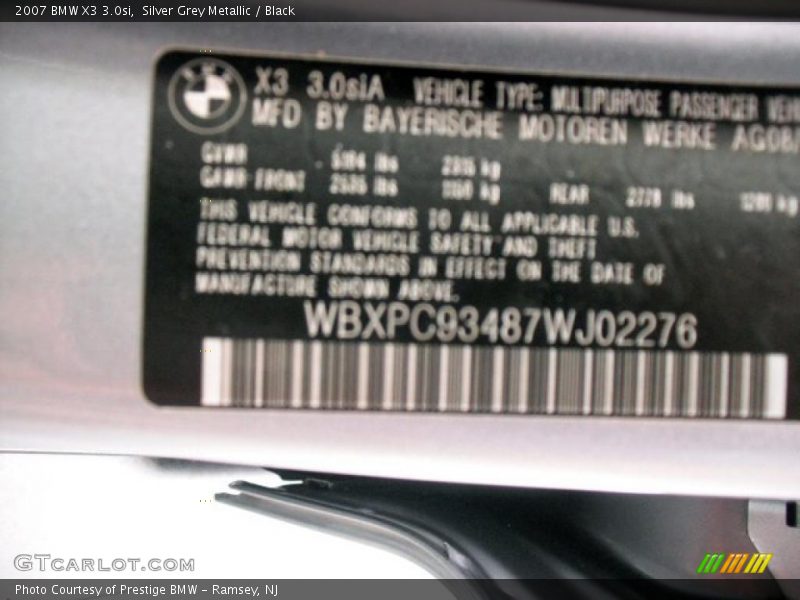 2007 BMW X3 3.0si, Silver Grey Metallic / Black
BMW
X3 3.0siA VEHICLE TYPE: MULTIPURPOSE PASSENGER
MFD BY BAYERISCHE MOTOREN WERKE AG08/
GVWR lbs kg
GAWR FRONT lbs kg REAR lbs kg
THIS VEHICLE CONFORMS TO ALL APPLICABLE U.S.
FEDERAL MOTOR VEHICLE SAFETY AND THEFT
PREVENTION STANDARDS IN EFFECT ON THE DATE OF
MANUFACTURE SHOWN ABOVE.
WBXPC93487WJ02276
GTCARLOT.COM
Photo Courtesy of Prestige BMW - Ramsey, NJ